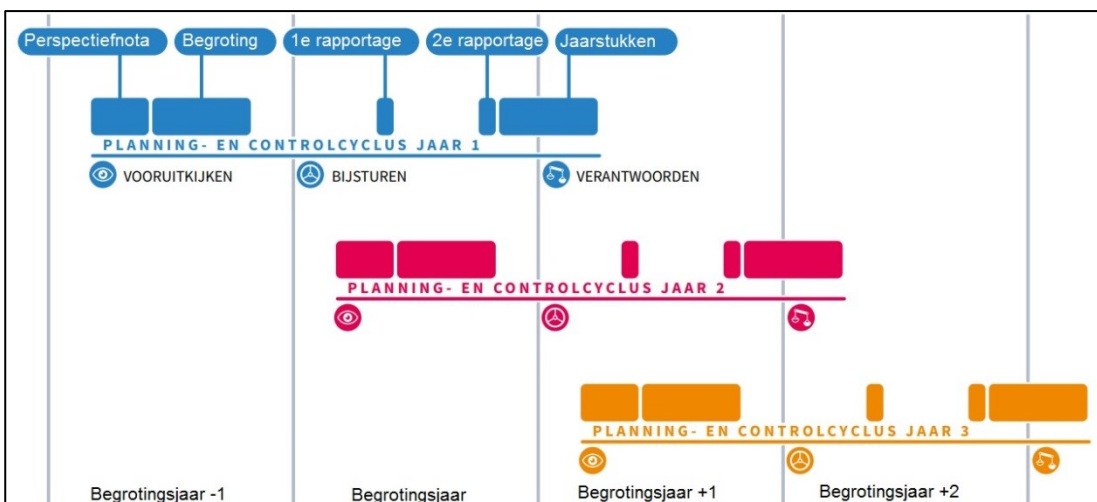 Perspectiefnota Begroting 1e rapportage 2e rapportage Jaarstukken
PLANNING- EN CONTROLCYCLUS JAAR 1
VOORUITKIJKEN BIJSTUREN VERANTWOORDEN
PLANNING- EN CONTROLCYCLUS JAAR 2
PLANNING- EN CONTROLCYCLUS JAAR 3
Begrotingsjaar -1 Begrotingsjaar Begrotingsjaar +1 Begrotingsjaar +2